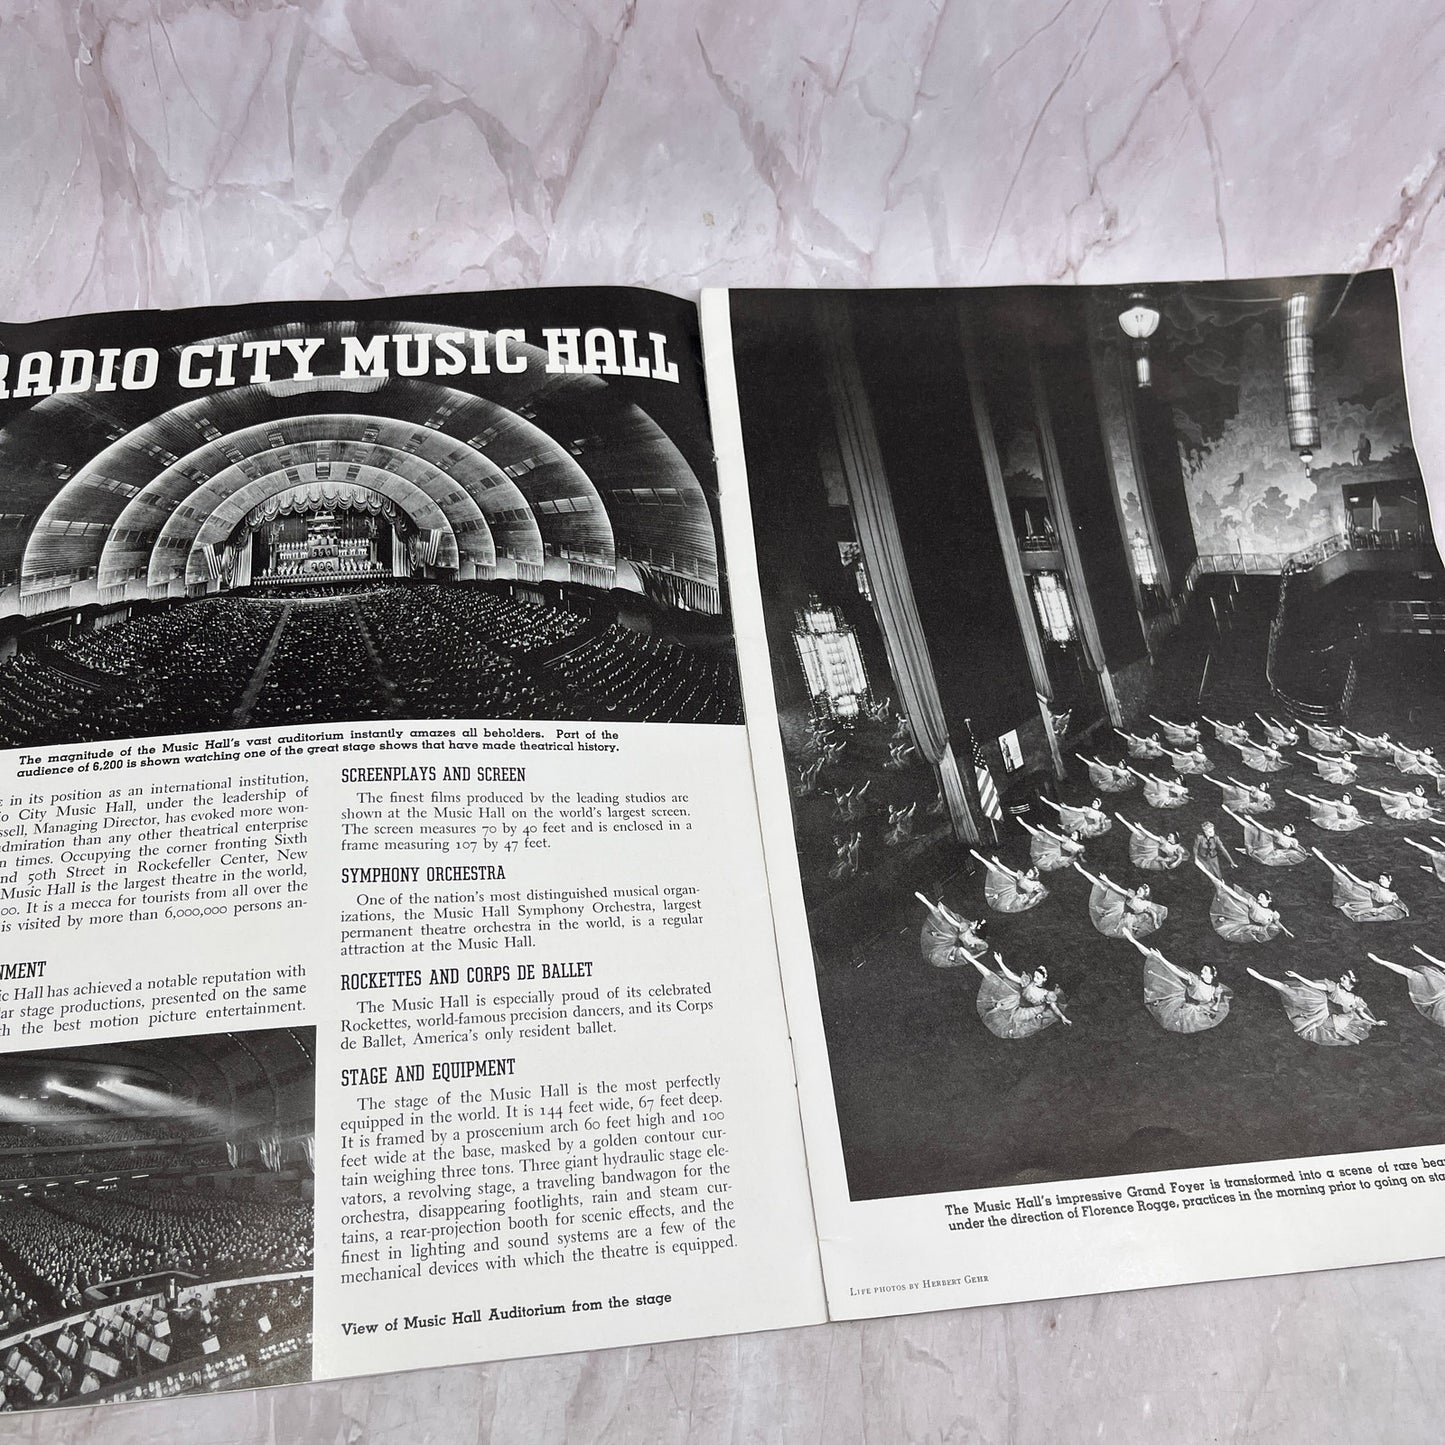 RADIO CITY MUSIC HALL
The magnitude of the Music Hall's vast auditorium instantly amazes all beholders. Part of the
audience of 6,200 is shown watching one of the great stage shows that have made theatrical history.
in its position as an international institution,
City Music Hall, under the leadership of
Managing Director, has evoked more won-
admiration than any other theatrical enterprise
times. Occupying the corner fronting Sixth
50th Street in Rockefeller Center, New
Music Hall is the largest theatre in the world,
It is a mecca for tourists from all over the
is visited by more than 6,000,000 persons an-
Hall has achieved a notable reputation with
stage productions, presented on the same
the best motion picture entertainment.
SCREENPLAYS AND SCREEN
The finest films produced by the leading studios are
shown at the Music Hall on the world's largest screen.
The screen measures 70 by 40 feet and is enclosed in a
frame measuring 107 by 47 feet.
SYMPHONY ORCHESTRA
One of the nation's most distinguished musical organ-
izations, the Music Hall Symphony Orchestra, largest
permanent theatre orchestra in the world, is a regular
attraction at the Music Hall.
ROCKETTES AND CORPS DE BALLET
The Music Hall is especially proud of its celebrated
Rockettes, world-famous precision dancers, and its Corps
de Ballet, America's only resident ballet.
STAGE AND EQUIPMENT
The stage of the Music Hall is the most perfectly
equipped in the world. It is 144 feet wide, 67 feet deep.
It is framed by a proscenium arch 60 feet high and 100
feet wide at the base, masked by a golden contour cur-
tain weighing three tons. Three giant hydraulic stage ele-
vators, a revolving stage, a traveling bandwagon for the
orchestra, disappearing footlights, rain and steam cur-
tains, a rear-projection booth for scenic effects, and the
finest in lighting and sound systems are a few of the
mechanical devices with which the theatre is equipped.
View of Music Hall Auditorium from the stage
The Music Hall's impressive Grand Foyer is transformed into a scene of rare
under the direction of Florence Rogge, practices in the morning prior to going on
LIFE PHOTOS BY HERBERT GEHR